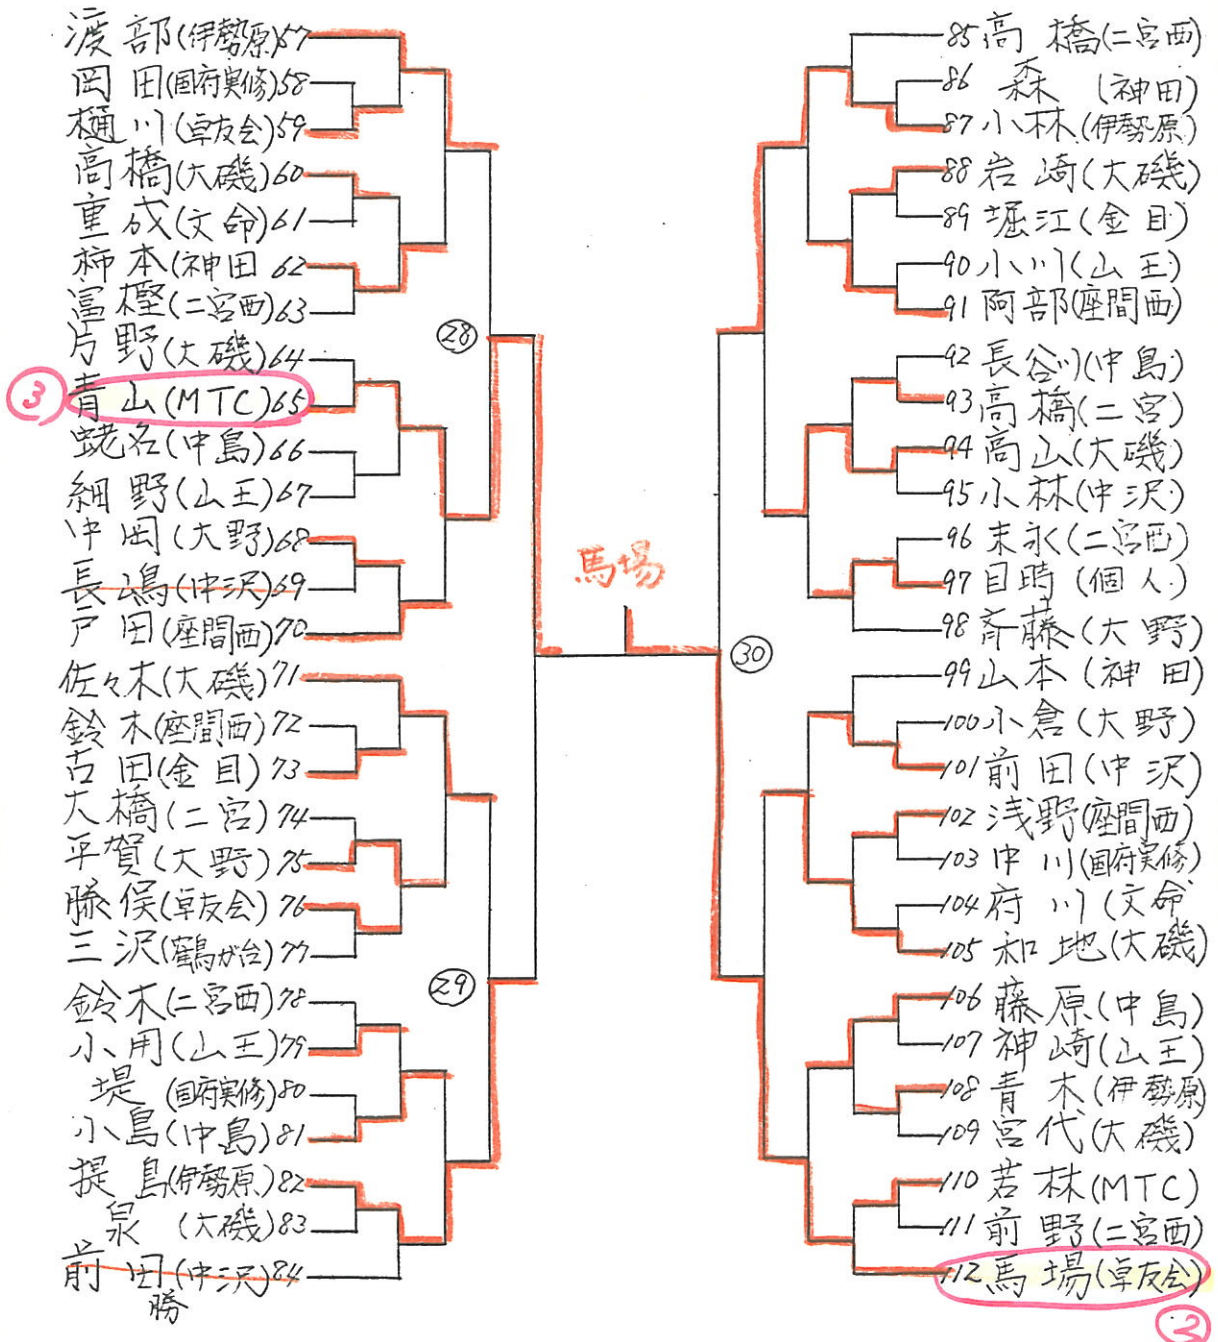 渡部(伊勢原)57
岡田(国府実修)58
樋川(卓友会)59
高橋(大磯)60
重成(文命)61
柿本(神田 62
冨樫(二宮西)63
片野(大磯)64
③ 青山(MTC)65
蛯名(中島)66
細野(山王)67
中岡(大野)68
長嶋(中沢)69
戸田(座間西)70
佐々木(大磯)71
鈴木(座間西)72
古田(金目)73
大橋(二宮)74
平賀(大野)75
勝俣(卓友会)76
三沢(鶴が台)77
鈴木(二宮西)78
小用(山王)79
堤(国府実修)80
小島(中島)81
提島(伊勢原)82
泉(大磯)83
前田(中沢)84
勝
㉘
㉙
馬場
㉚
85高橋(二宮西)
86 森(神田)
87小林(伊勢原)
88岩崎(大磯)
89堀江(金目)
90小川(山王)
91阿部(座間西)
92長谷川(中島)
93高橋(二宮)
94高山(大磯)
95小林(中沢)
96末永(二宮西)
97目時(個人)
98斉藤(大野)
99山本(神田)
100小倉(大野)
101前田(中沢)
102浅野(座間西)
103中川(国府実修)
104府川(文命
105和地(大磯)
106藤原(中島)
107神崎(山王)
108青木(伊勢原)
109宮代(大磯)
110若林(MTC)
111前野(二宮西)
112馬場(卓友会)
②